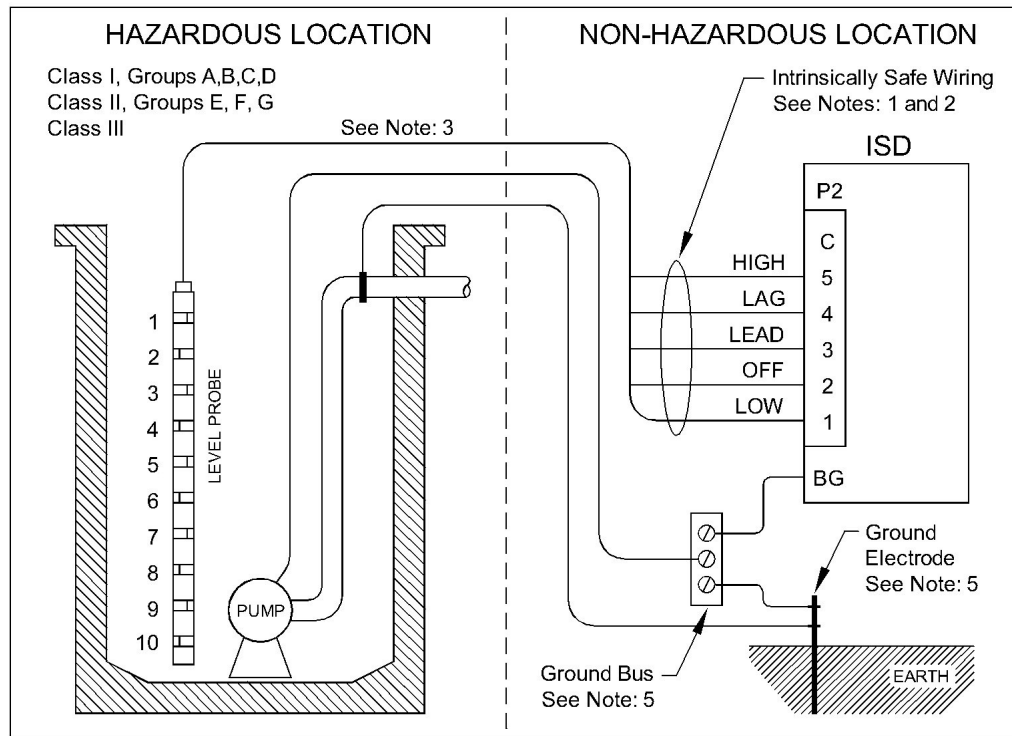 HAZARDOUS LOCATION
Class I, Groups A,B,C,D
Class II, Groups E, F, G
Class III
See Note: 3
1
2
3
4
5
6
7
8
9
10
LEVEL PROBE
PUMP
NON-HAZARDOUS LOCATION
Intrinsically Safe Wiring
See Notes: 1 and 2
ISD
P2
C
HIGH 5
LAG 4
LEAD 3
OFF 2
LOW 1
BG
Ground
Electrode
See Note: 5
Ground Bus
See Note: 5
EARTH